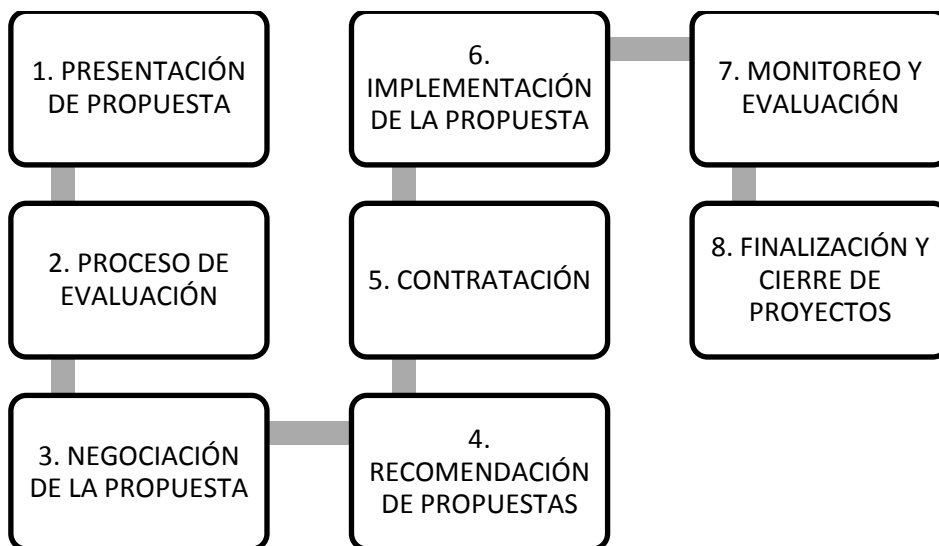 1. PRESENTACIÓN
DE PROPUESTA
2. PROCESO DE
EVALUACIÓN
3. NEGOCIACIÓN
DE LA PROPUESTA
4.
RECOMENDACIÓN
DE PROPUESTAS
5. CONTRATACIÓN
6.
IMPLEMENTACIÓN
DE LA PROPUESTA
7. MONITOREO Y
EVALUACIÓN
8. FINALIZACIÓN Y
CIERRE DE
PROYECTOS